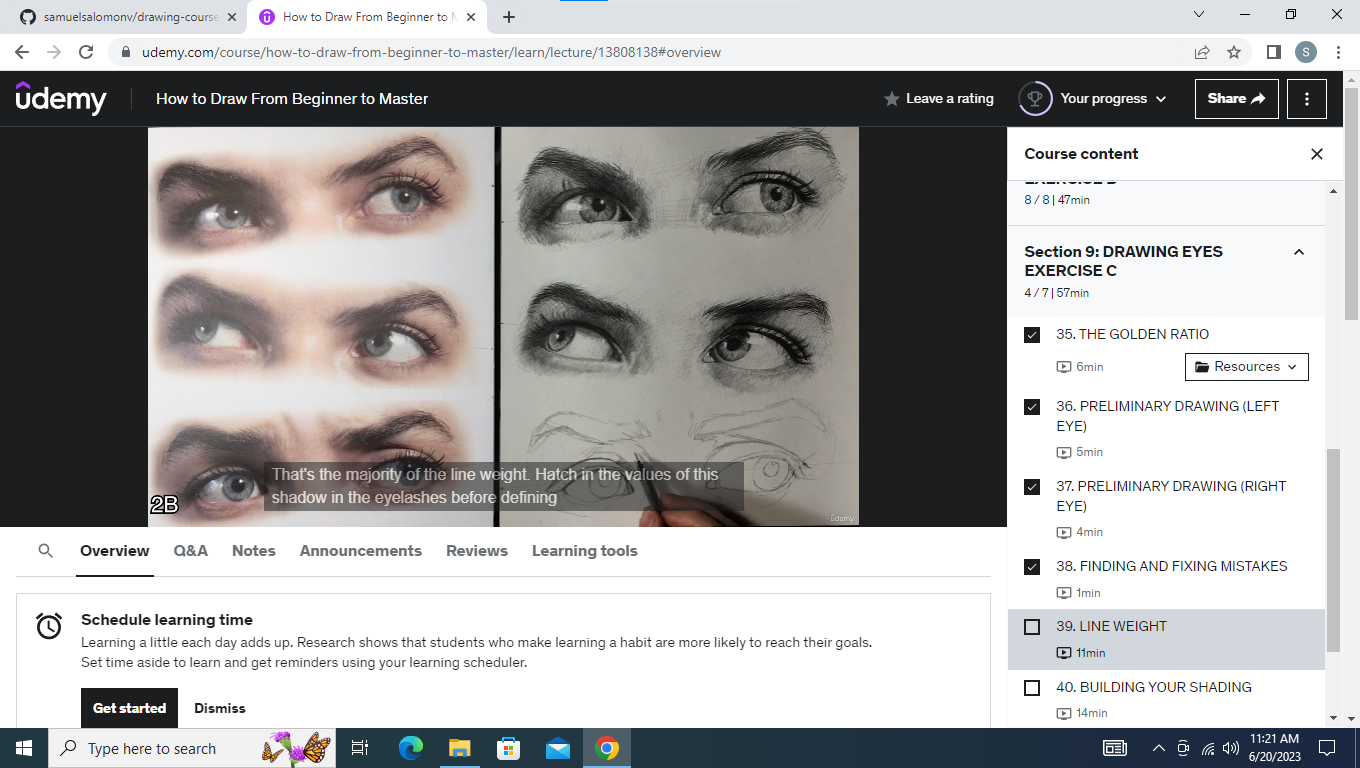 samuelsalomonv/drawing-course
How to Draw From Beginner to M
udemy.com/course/how-to-draw-from-beginner-to-master/learn/lecture/13808138#overview
S
udemy
How to Draw From Beginner to Master
Leave a rating
Your progress
Share
That's the majority of the line weight. Hatch in the values of this
shadow in the eyelashes before defining
2B
udemy
Course content
EXERCISE B
8 / 8 | 47min
Section 9: DRAWING EYES
EXERCISE C
4 / 7 | 57min
35. THE GOLDEN RATIO
6min
Resources
36. PRELIMINARY DRAWING (LEFT
EYE)
5min
37. PRELIMINARY DRAWING (RIGHT
EYE)
4min
38. FINDING AND FIXING MISTAKES
1min
39. LINE WEIGHT
11min
40. BUILDING YOUR SHADING
14min
Overview
Q&A
Notes
Announcements
Reviews
Learning tools
Schedule learning time
Learning a little each day adds up. Research shows that students who make learning a habit are more likely to reach their goals.
Set time aside to learn and get reminders using your learning scheduler.
Get started
Dismiss
Type here to search
11:21 AM
6/20/2023